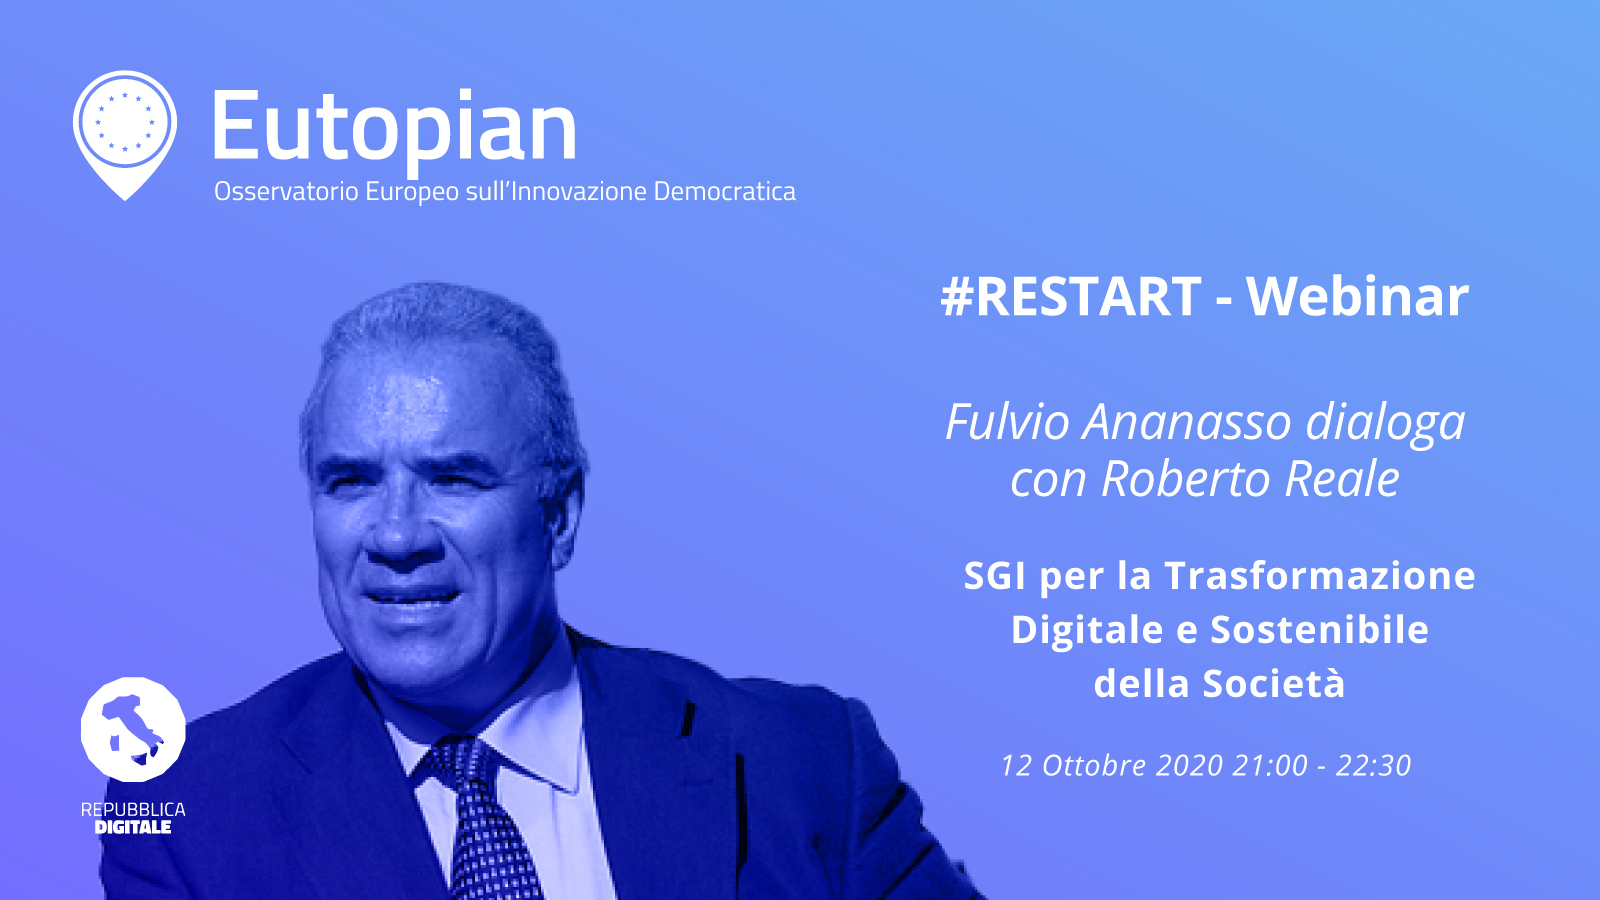 Eutopian
Osservatorio Europeo sull'Innovazione Democratica
#RESTART - Webinar
Fulvio Ananasso dialoga
con Roberto Reale
SGI per la Trasformazione
Digitale e Sostenibile
della Società
12 Ottobre 2020 21:00 - 22:30
REPUBBLICA
DIGITALE